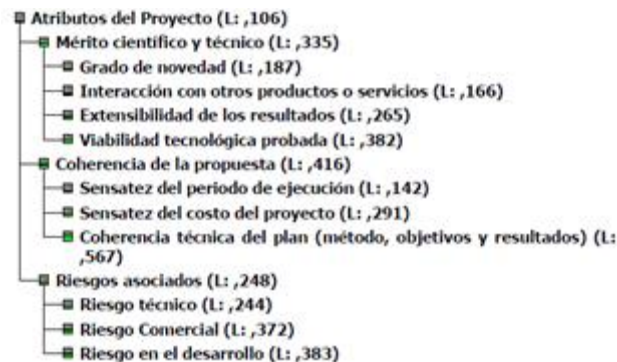 Atributos del Proyecto (L: ,106)
Mérito científico y técnico (L: ,335)
Grado de novedad (L: ,187)
Interacción con otros productos o servicios (L: ,166)
Extensibilidad de los resultados (L: ,265)
Viabilidad tecnológica probada (L: ,382)
Coherencia de la propuesta (L: ,416)
Sensatez del periodo de ejecución (L: ,142)
Sensatez del costo del proyecto (L: ,291)
Coherencia técnica del plan (método, objetivos y resultados) (L:
,567)
Riesgos asociados (L: ,248)
Riesgo técnico (L: ,244)
Riesgo Comercial (L: ,372)
Riesgo en el desarrollo (L: ,383)